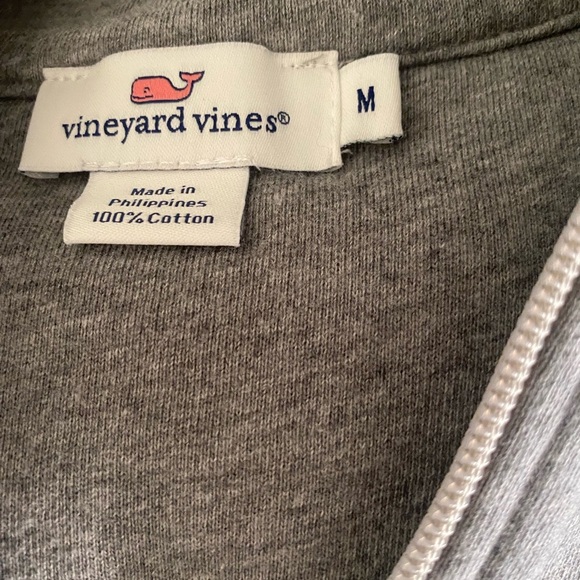 vineyard vines®
M
Made in
Philippines
100% Cotton